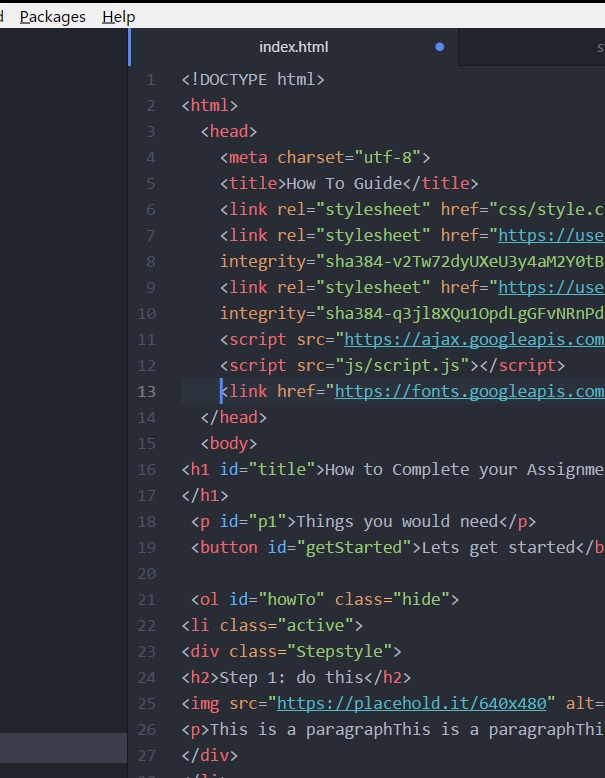 Packages Help
index.html
1 <!DOCTYPE html>
2 <html>
3 <head>
4 <meta charset="utf-8">
5 <title>How To Guide</title>
6 <link rel="stylesheet" href="css/style.c
7 <link rel="stylesheet" href="https://use
8 integrity="sha384-v2Tw72dyUXeU3y4aM2Y0tB
9 <link rel="stylesheet" href="https://use
10 integrity="sha384-q3jl8XQu1OpdLgGFvNRnPd
11 <script src="https://ajax.googleapis.com
12 <script src="js/script.js"></script>
13 <link href="https://fonts.googleapis.com
14 </head>
15 <body>
16 <h1 id="title">How to Complete your Assignme
17 </h1>
18 <p id="p1">Things you would need</p>
19 <button id="getStarted">Lets get started</b
20
21 <ol id="howTo" class="hide">
22 <li class="active">
23 <div class="Stepstyle">
24 <h2>Step 1: do this</h2>
25 <img src="https://placehold.it/640x480" alt=
26 <p>This is a paragraphThis is a paragraphThi
27 </div>